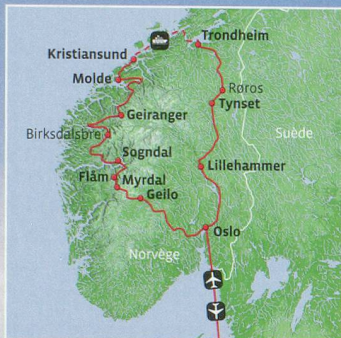 Trondheim
Kristiansund
Molde
Røros
Tynset
Geiranger
Birksdalsbre
Suède
Sogndal
Lillehammer
Flåm
Myrdal
Geilo
Oslo
Norvège